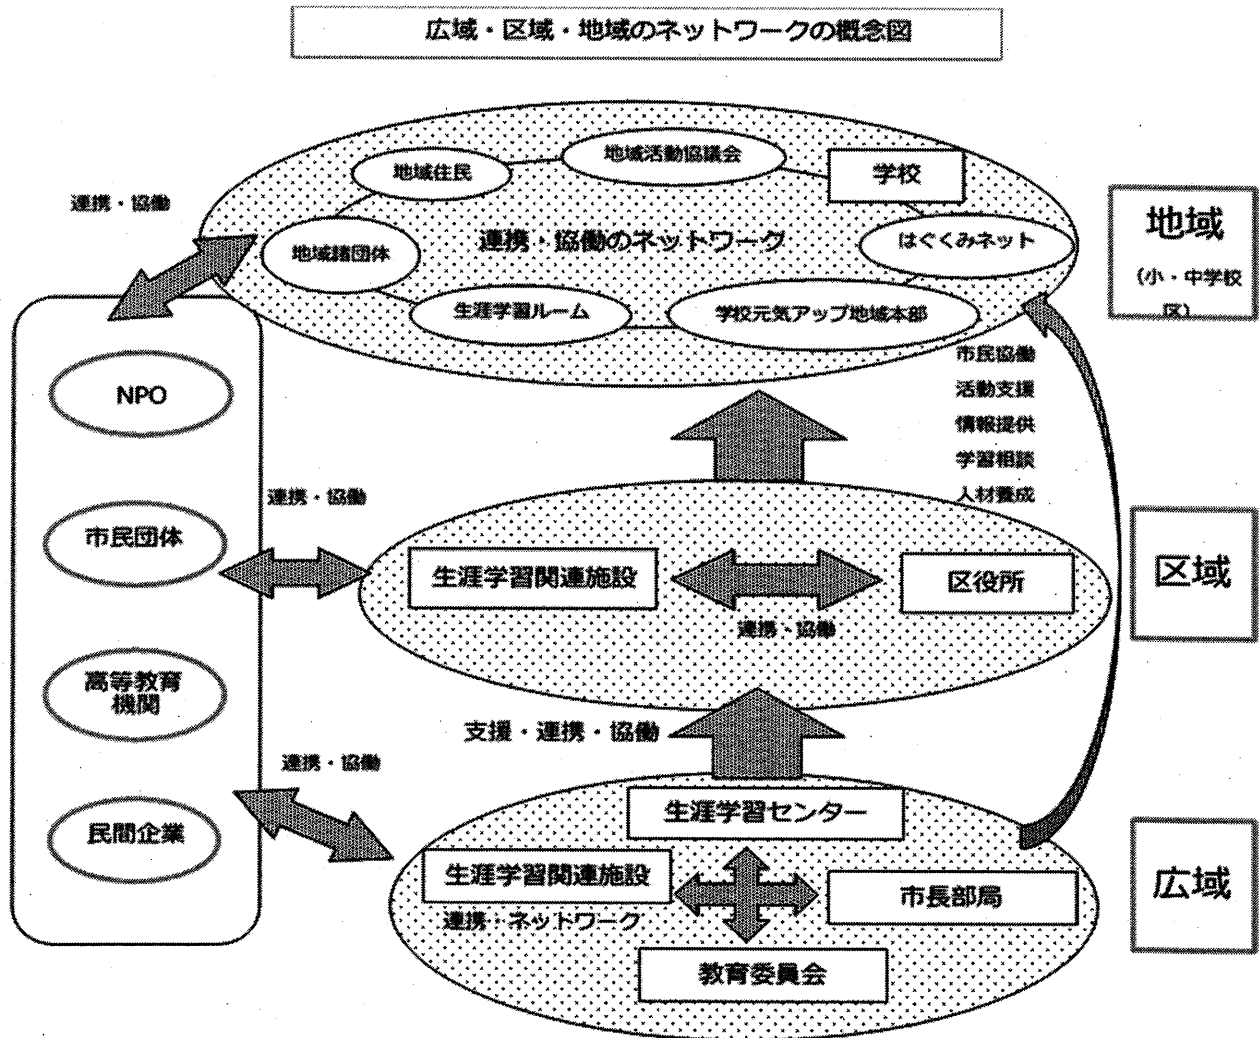 広域・区域・地域のネットワークの概念図
地域活動協議会
地域住民
学校
連携・協働
地域諸団体
連携・協働のネットワーク
はぐくみネット
生涯学習ルーム
学校元気アップ地域本部
地域
(小・中学校
区)
市民協働
活動支援
情報提供
学習相談
人材養成
NPO
市民団体
高等教育
機関
民間企業
連携・協働
生涯学習関連施設
区役所
連携・協働
区域
支援・連携・協働
連携・協働
生涯学習センター
生涯学習関連施設
市長部局
連携・ネットワーク
教育委員会
広域